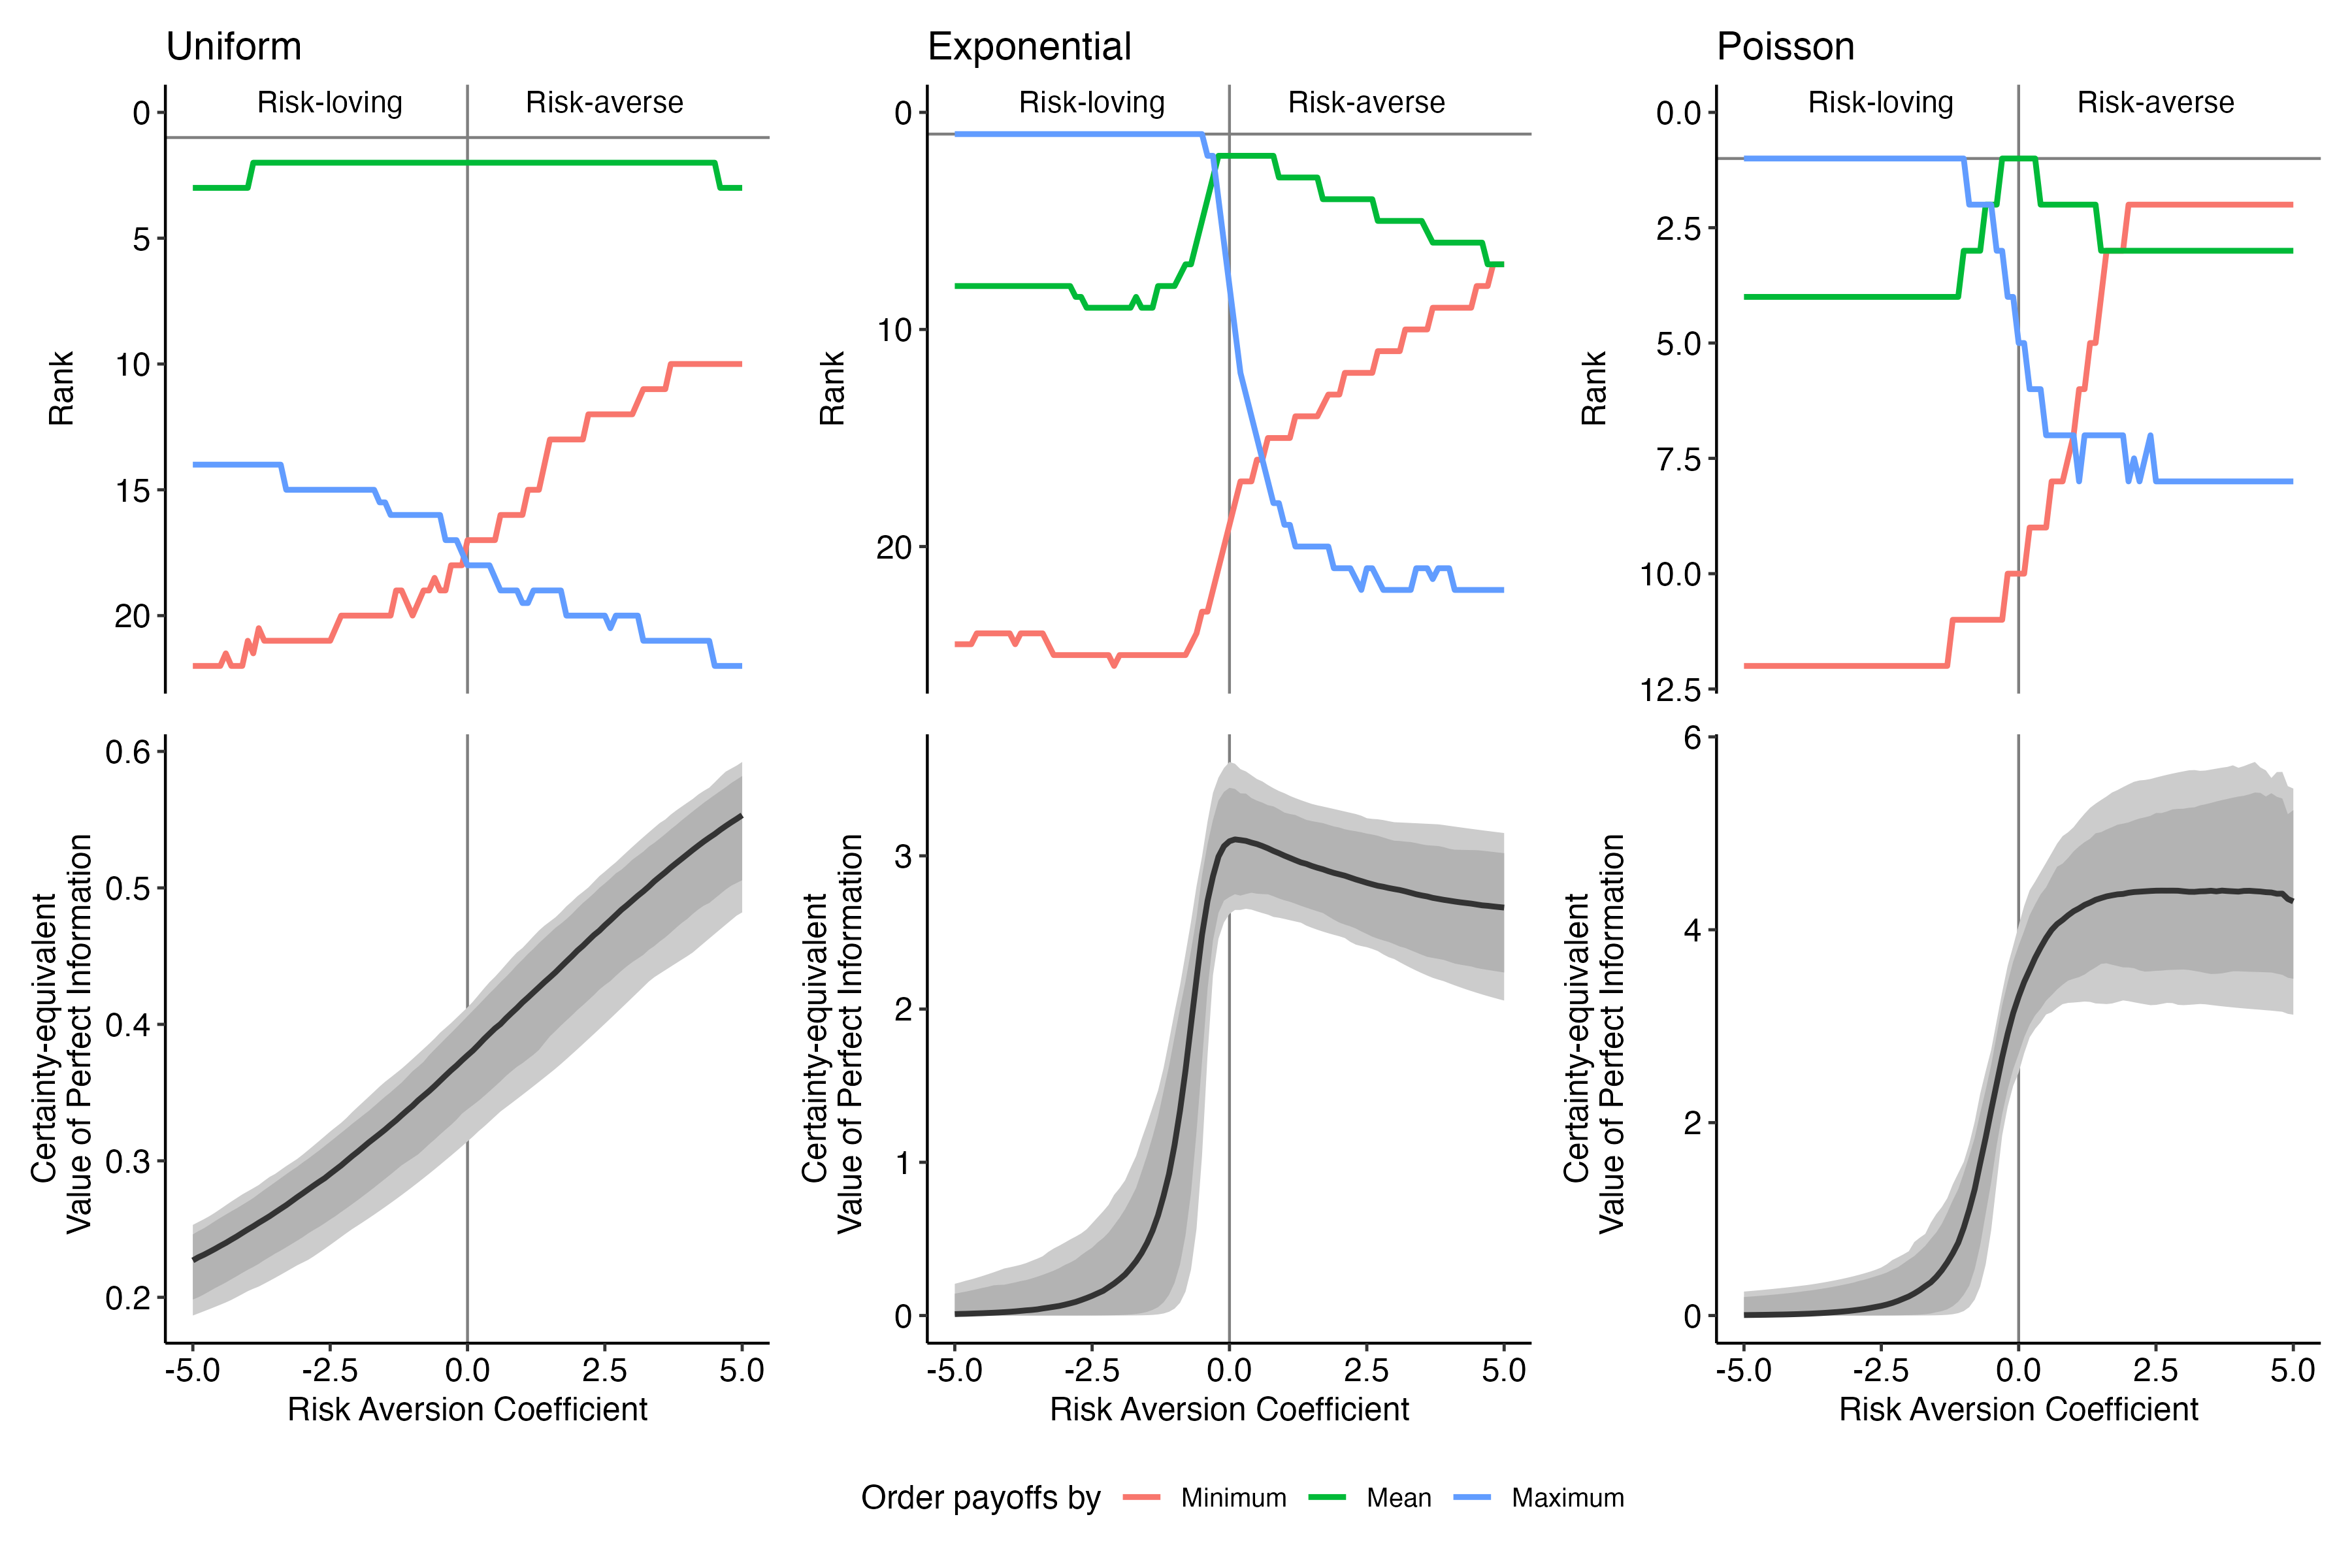 Uniform
Exponential
Poisson
Risk-loving
Risk-averse
Risk-loving
Risk-averse
Risk-loving
Risk-averse
0
5
10
15
20
Rank
0
10
20
Rank
0.0
2.5
5.0
7.5
10.0
12.5
Rank
0.6
0.5
0.4
0.3
0.2
Certainty-equivalent
Value of Perfect Information
3
2
1
0
Certainty-equivalent
Value of Perfect Information
6
4
2
0
Certainty-equivalent
Value of Perfect Information
-5.0 -2.5 0.0 2.5 5.0
-5.0 -2.5 0.0 2.5 5.0
-5.0 -2.5 0.0 2.5 5.0
Risk Aversion Coefficient
Risk Aversion Coefficient
Risk Aversion Coefficient
Order payoffs by Minimum Mean Maximum